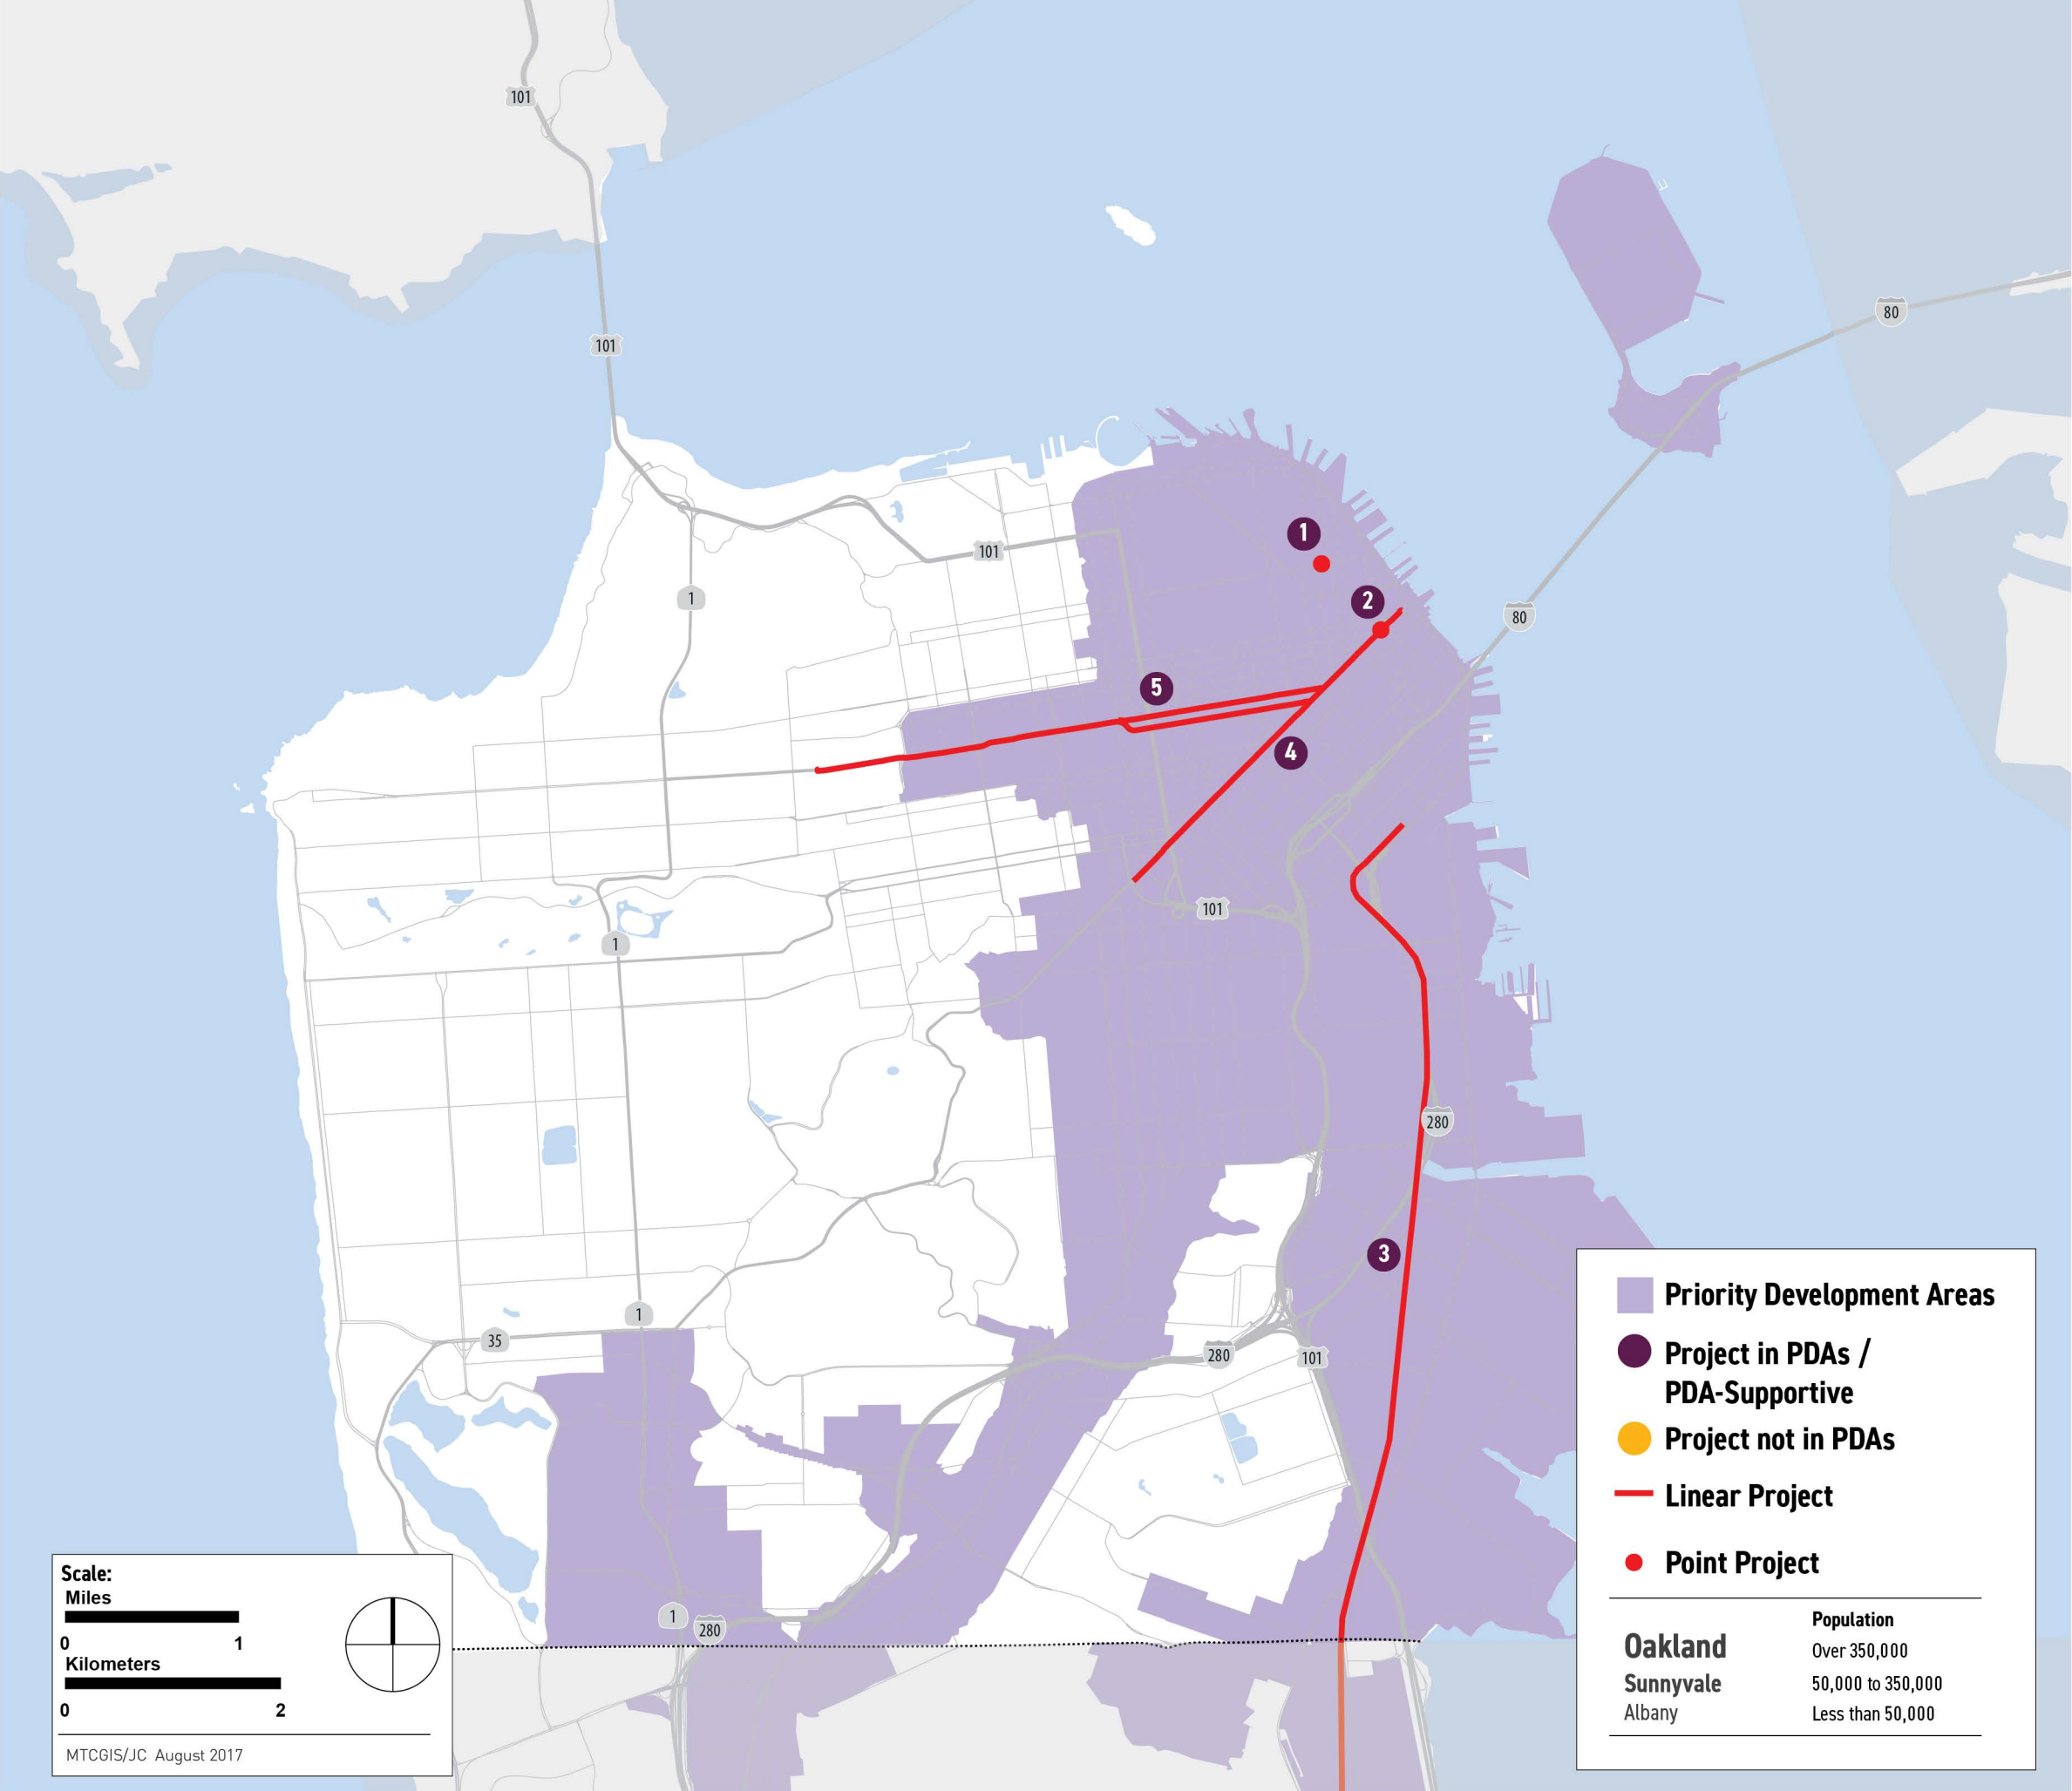 101
101
80
1
101
1
2
80
5
4
101
1
280
3
1
35
280
101
1
280
Priority Development Areas
Project in PDAs /
PDA-Supportive
Project not in PDAs
Linear Project
Point Project
Population
Oakland Over 350,000
Sunnyvale 50,000 to 350,000
Albany Less than 50,000
Scale:
Miles
0 1
Kilometers
0 2
MTCGIS/JC August 2017